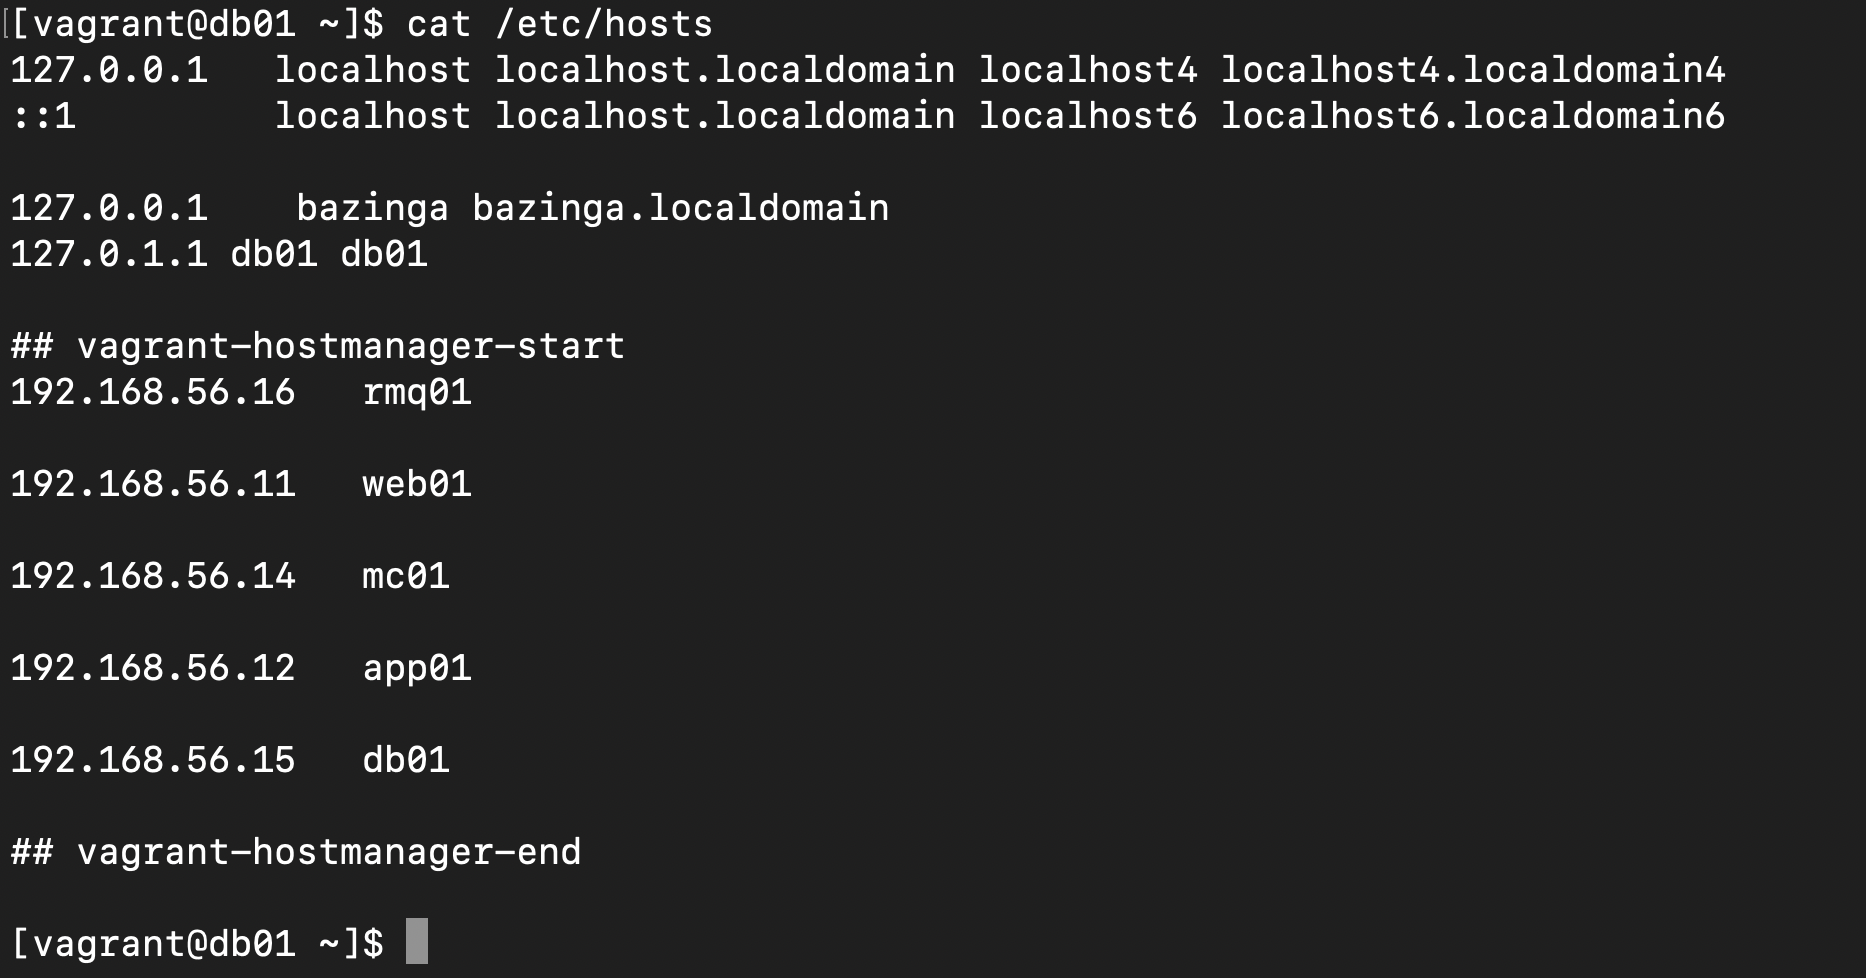 [[vagrant@db01 ~]$ cat /etc/hosts
127.0.0.1   localhost localhost.localdomain localhost4 localhost4.localdomain4
::1         localhost localhost.localdomain localhost6 localhost6.localdomain6
127.0.0.1    bazinga bazinga.localdomain
127.0.1.1 db01 db01
## vagrant-hostmanager-start
192.168.56.16   rmq01
192.168.56.11   web01
192.168.56.14   mc01
192.168.56.12   app01
192.168.56.15   db01
## vagrant-hostmanager-end
[vagrant@db01 ~]$